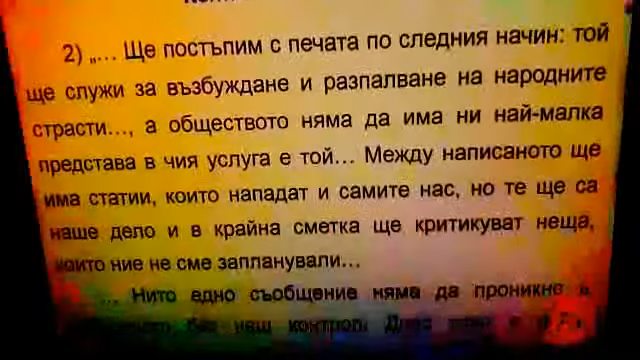 2) „... Ще постъпим с печата по следния начин: той
ще служи за възбуждане и разпалване на народните
страсти..., а обществото няма да има ни най-малка
представа в чия услуга е той... Между написаното ще
има статии, които нападат и самите нас, но те ще са
наше дело и в крайна сметка ще критикуват неща,
които ние не сме запланували...
... Нито едно съобщение няма да проникне в
без наш контрол.